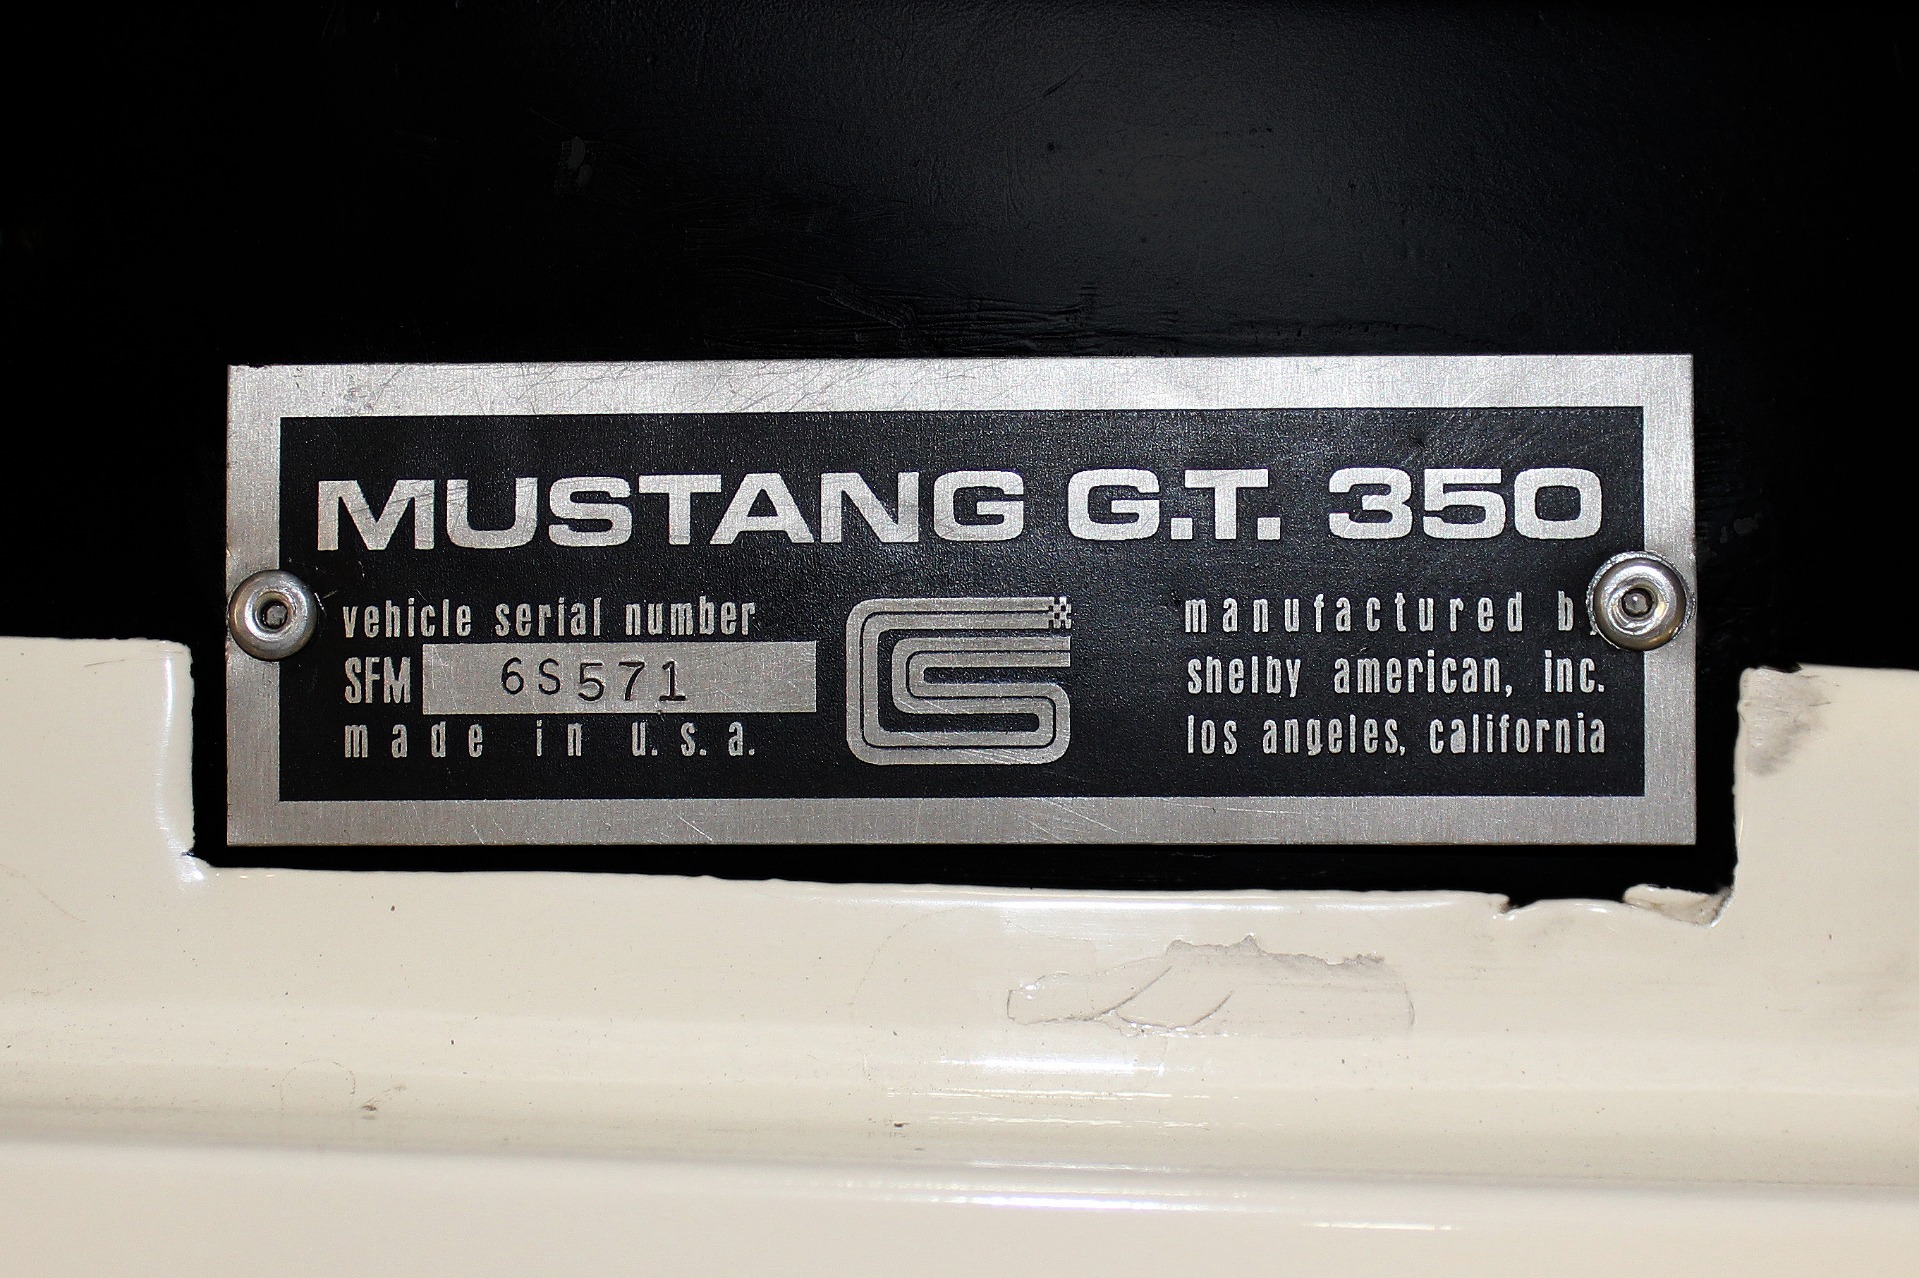 MUSTANG G.T. 350
vehicle serial number
SFM 6S571
made in U.S.a.
manufactured by
shelby american, inc.
los angeles, california